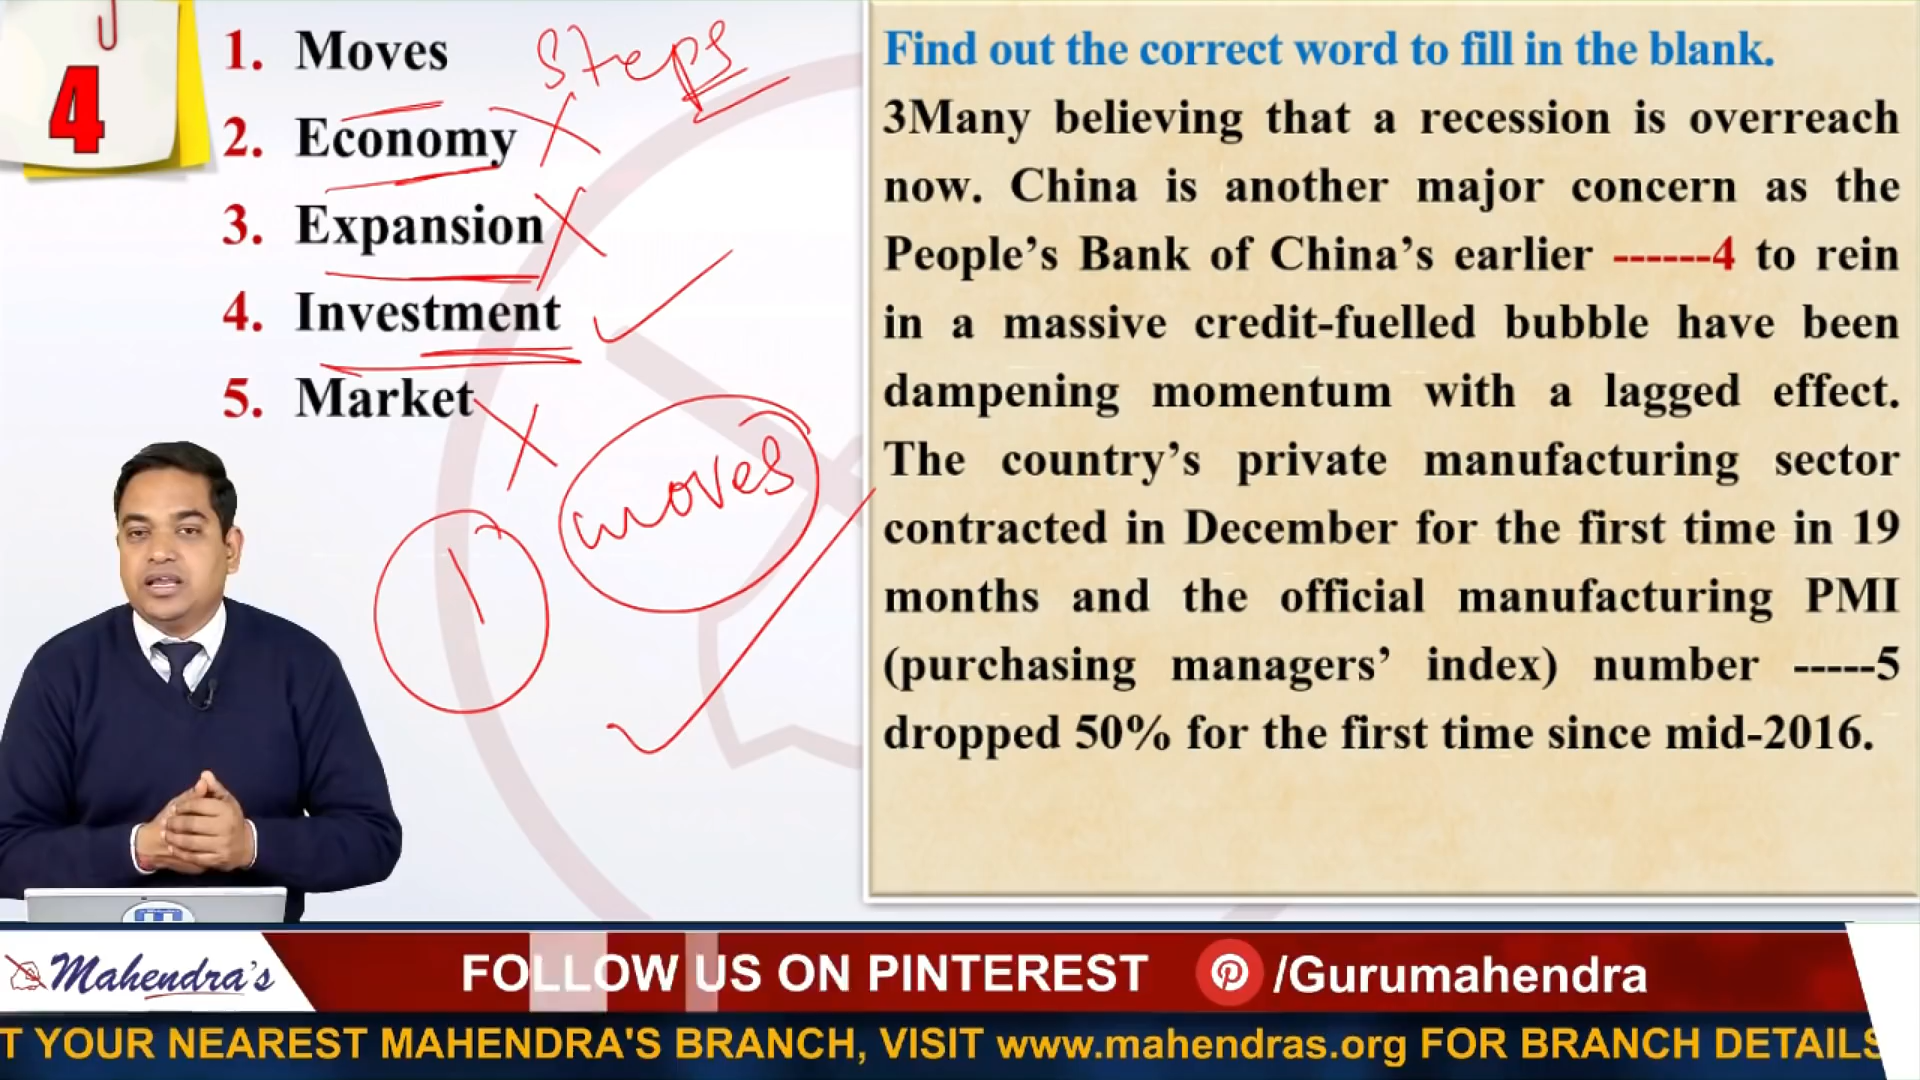 4
1. Moves
steps
2. Economy
3. Expansion
4. Investment
5. Market
moves
1
Find out the correct word to fill in the blank.
3Many believing that a recession is overreach
now. China is another major concern as the
People’s Bank of China’s earlier ------4 to rein
in a massive credit-fuelled bubble have been
dampening momentum with a lagged effect.
The country’s private manufacturing sector
contracted in December for the first time in 19
months and the official manufacturing PMI
(purchasing managers’ index) number -----5
dropped 50% for the first time since mid-2016.
Mahendra's
FOLLOW US ON PINTEREST /Gurumahendra
T YOUR NEAREST MAHENDRA'S BRANCH, VISIT www.mahendras.org FOR BRANCH DETAILS